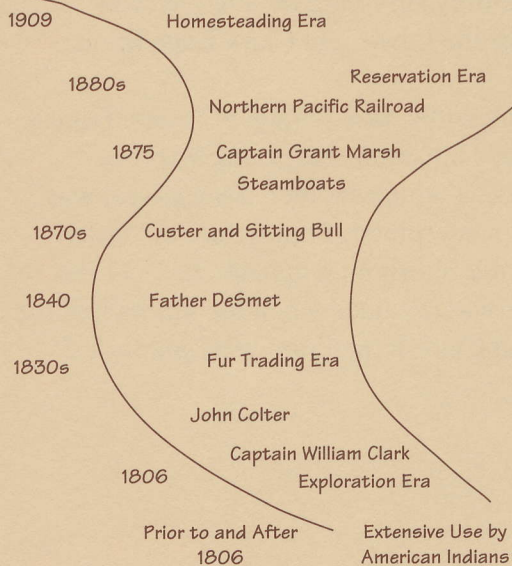 1909 Homesteading Era
Reservation Era
1880s
Northern Pacific Railroad
1875 Captain Grant Marsh
Steamboats
1870s Custer and Sitting Bull
1840 Father DeSmet
Fur Trading Era
1830s
John Colter
Captain William Clark
1806
Exploration Era
Prior to and After
1806
Extensive Use by
American Indians